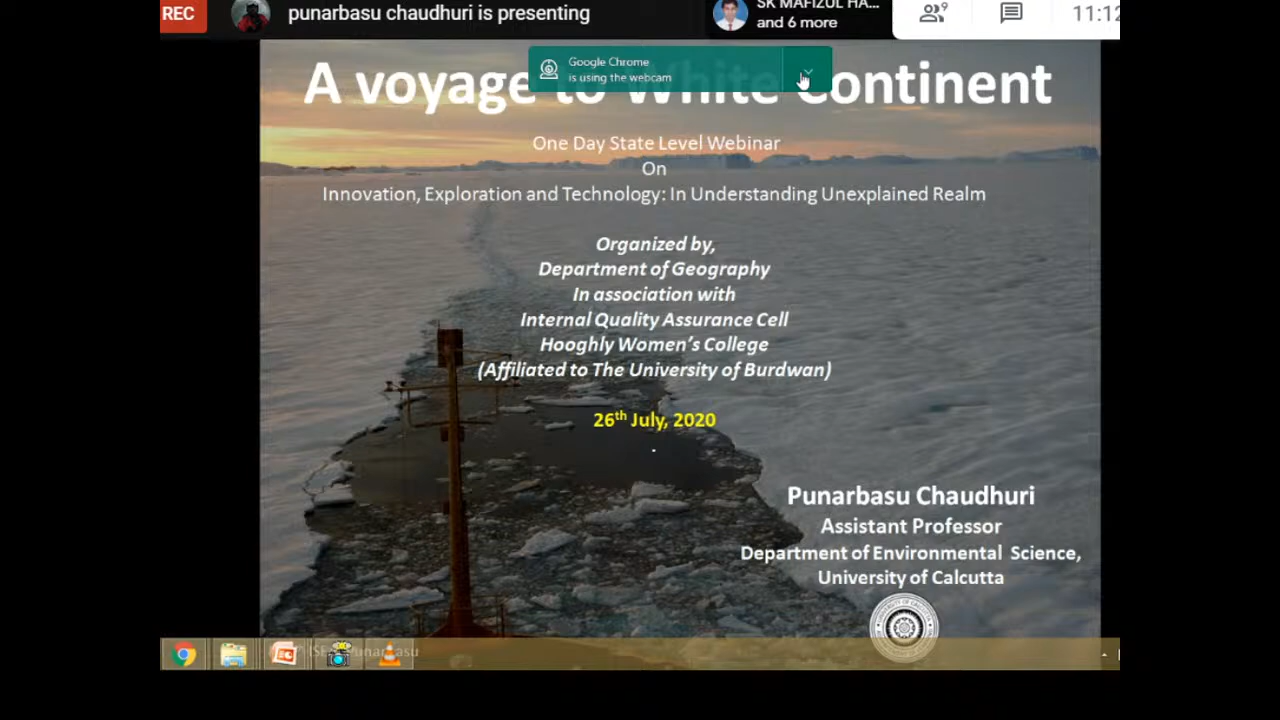 REC
punarbasu chaudhuri is presenting
SK MAFIZUL HA...
and 6 more
9
11:12
Google Chrome
is using the webcam
A voyage to White Continent
One Day State Level Webinar
On
Innovation, Exploration and Technology: In Understanding Unexplained Realm
Organized by,
Department of Geography
In association with
Internal Quality Assurance Cell
Hooghly Women's College
(Affiliated to The University of Burdwan)
26th July, 2020
Punarbasu Chaudhuri
Assistant Professor
Department of Environmental Science,
University of Calcutta